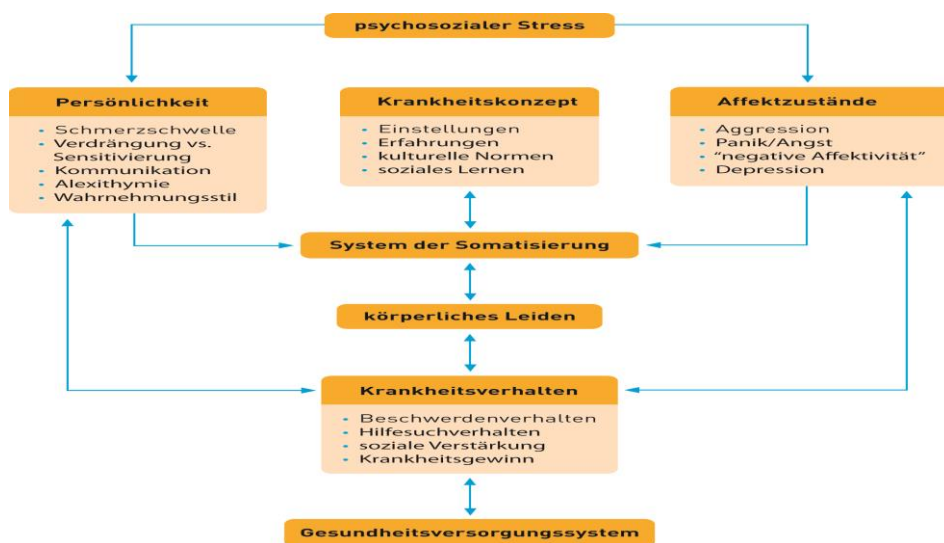 psychosozialer Stress
Persönlichkeit
• Schmerzschwelle
• Verdrängung vs.
Sensitivierung
• Kommunikation
• Alexithymie
• Wahrnehmungsstil
Krankheitskonzept
• Einstellungen
• Erfahrungen
• kulturelle Normen
• soziales Lernen
Affektzustände
• Aggression
• Panik/Angst
• “negative Affektivität”
• Depression
System der Somatisierung
körperliches Leiden
Krankheitsverhalten
• Beschwerdenverhalten
• Hilfesuchverhalten
• soziale Verstärkung
• Krankheitsgewinn
Gesundheitsversorgungssystem